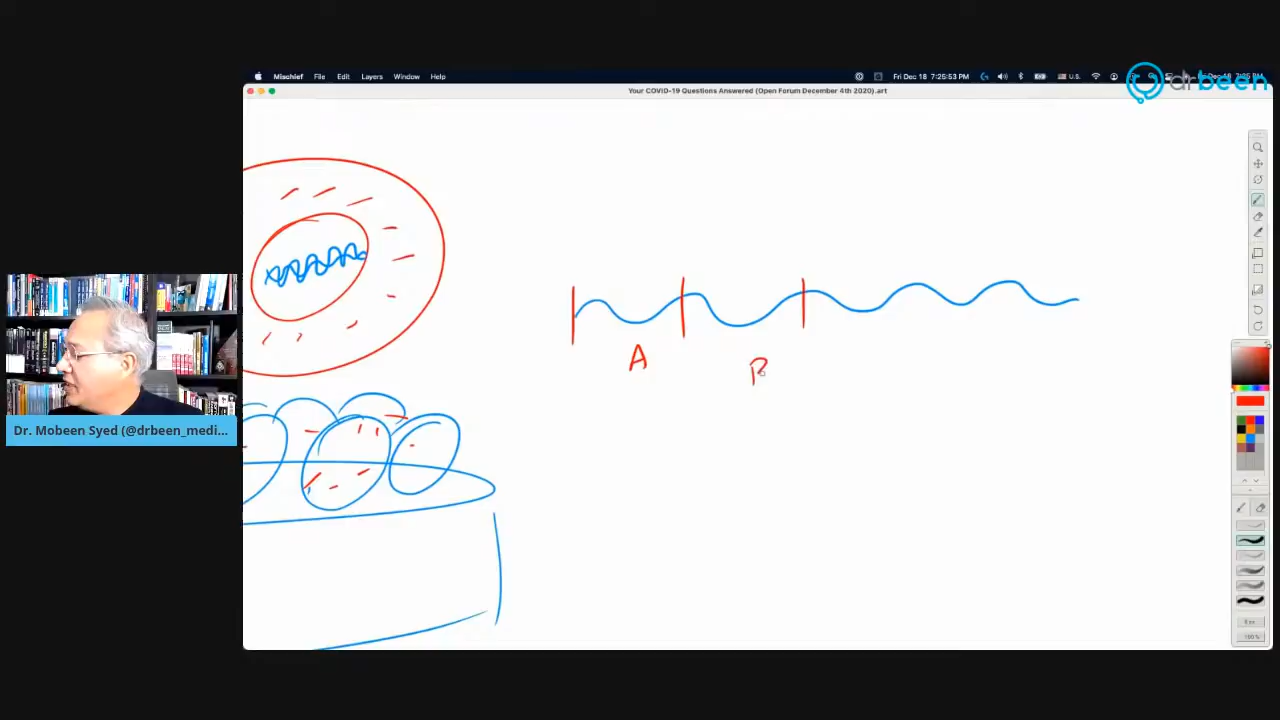 drbeen
Mischief File Edit Layers Window Help Fri Dec 18 7:25:53 PM U.S.
Your COVID-19 Questions Answered (Open Forum December 4th 2020).art
A
B
Dr. Mobeen Syed (@drbeen_medi...